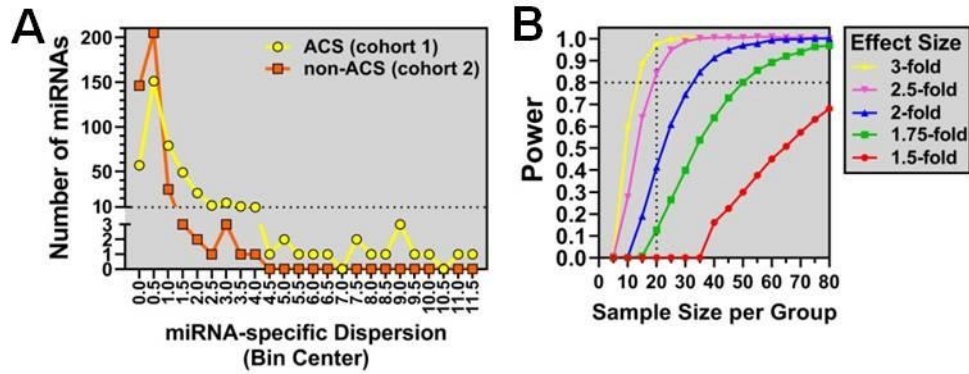 A
Number of miRNAs
200
150
100
50
10
3
2
1
0
ACS (cohort 1)
non-ACS (cohort 2)
0.0 0.5 1.0 1.5 2.0 2.5 3.0 3.5 4.0 4.5 5.0 5.5 6.0 6.5 7.0 7.5 8.0 8.5 9.0 9.5 10.0 10.5 11.0 11.5
miRNA-specific Dispersion
(Bin Center)
B
Power
1.0
0.9
0.8
0.7
0.6
0.5
0.4
0.3
0.2
0.1
0.0
0 10 20 30 40 50 60 70 80
Sample Size per Group
Effect Size
3-fold
2.5-fold
2-fold
1.75-fold
1.5-fold